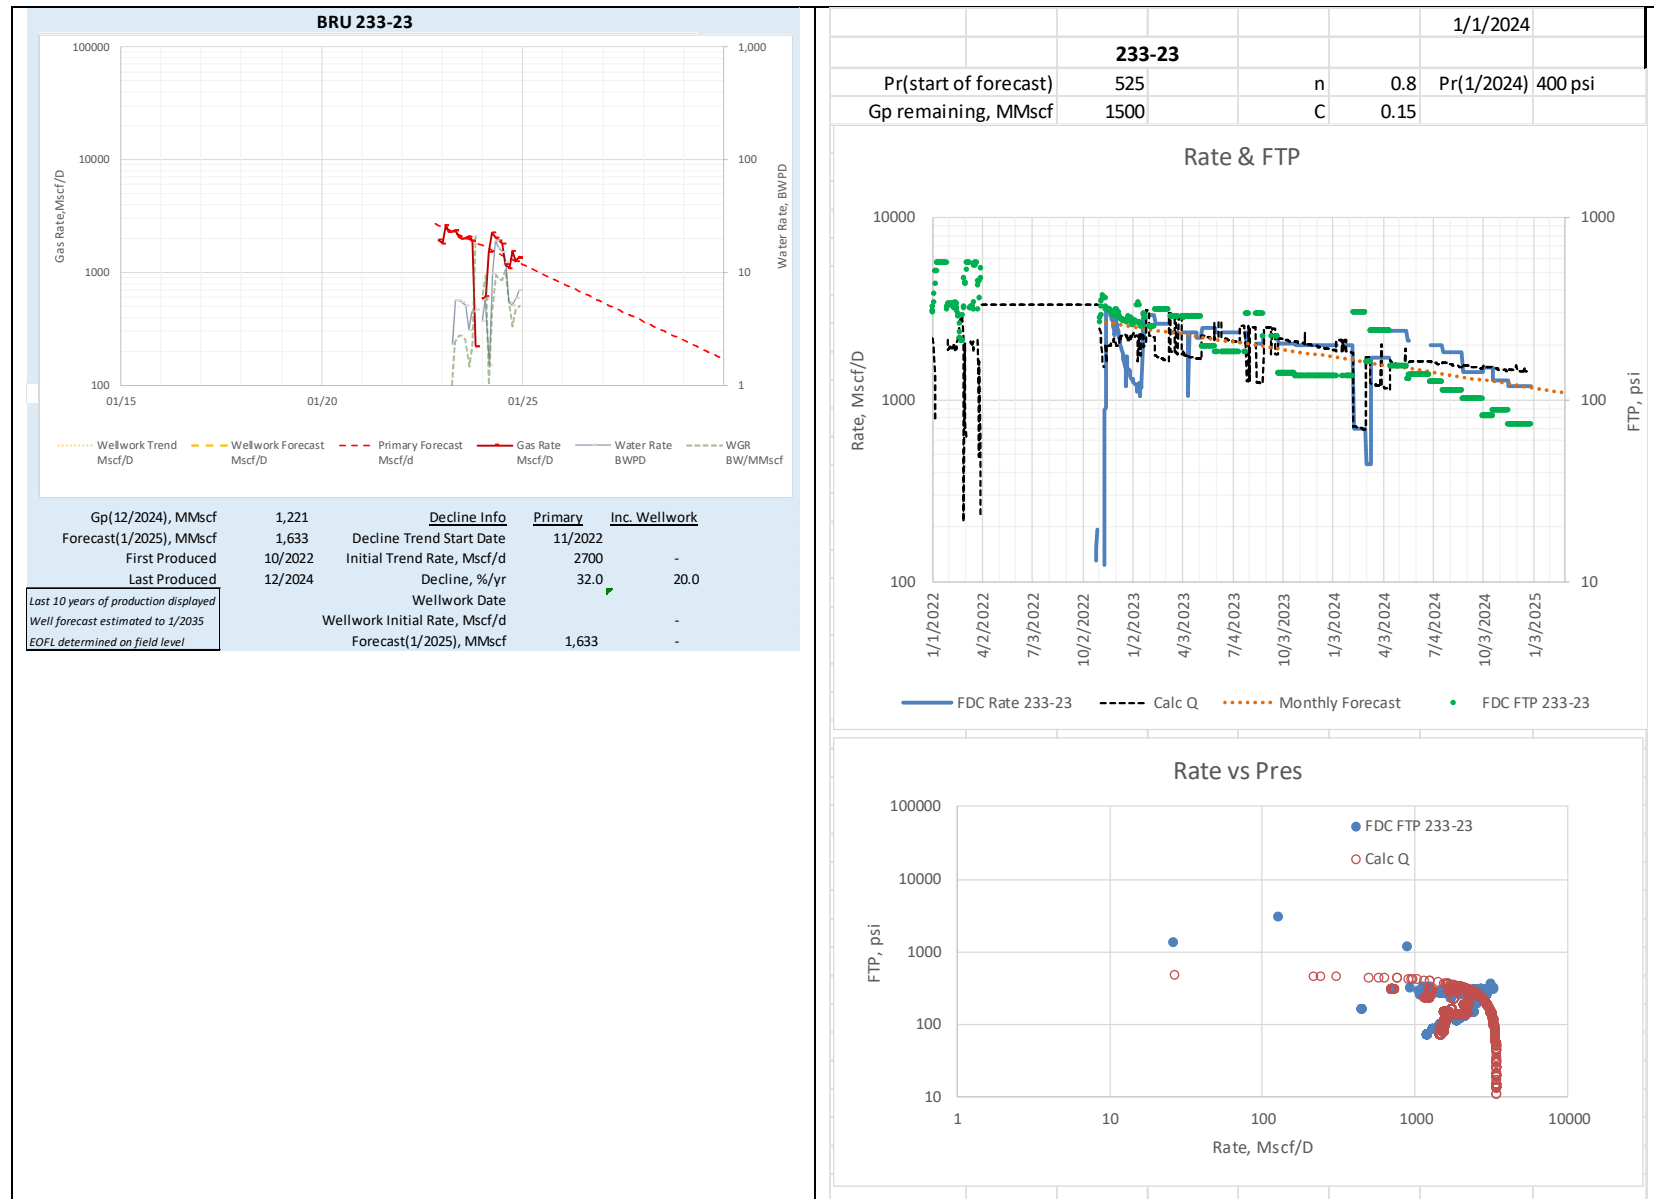 BRU 233-23
100000
10000
1000
100
Gas Rate,Mscf/D
1,000
100
10
1
Water Rate, BWPD
01/15
01/20
01/25
Wellwork Trend Mscf/D
Wellwork Forecast Mscf/D
Primary Forecast Mscf/d
Gas Rate Mscf/D
Water Rate BWPD
WGR BW/MMscf
Gp(12/2024), MMscf 1,221 Decline Info Primary Inc. Wellwork
Forecast(1/2025), MMscf 1,633 Decline Trend Start Date 11/2022
First Produced 10/2022 Initial Trend Rate, Mscf/d 2700 -
Last Produced 12/2024 Decline, %/yr 32.0 20.0
Last 10 years of production displayed Wellwork Date
Well forecast estimated to 1/2035 Wellwork Initial Rate, Mscf/d -
EOFL determined on field level Forecast(1/2025), MMscf 1,633 -
1/1/2024
233-23
Pr(start of forecast) 525 n 0.8 Pr(1/2024) 400 psi
Gp remaining, MMscf 1500 C 0.15
Rate & FTP
10000
1000
100
Rate, Mscf/D
1000
100
10
FTP, psi
1/1/2022
4/2/2022
7/3/2022
10/2/2022
1/2/2023
4/3/2023
7/4/2023
10/3/2023
1/3/2024
4/3/2024
7/4/2024
10/3/2024
1/3/2025
FDC Rate 233-23
Calc Q
Monthly Forecast
FDC FTP 233-23
Rate vs Pres
100000
10000
1000
100
10
FTP, psi
FDC FTP 233-23
Calc Q
1
10
100
1000
10000
Rate, Mscf/D